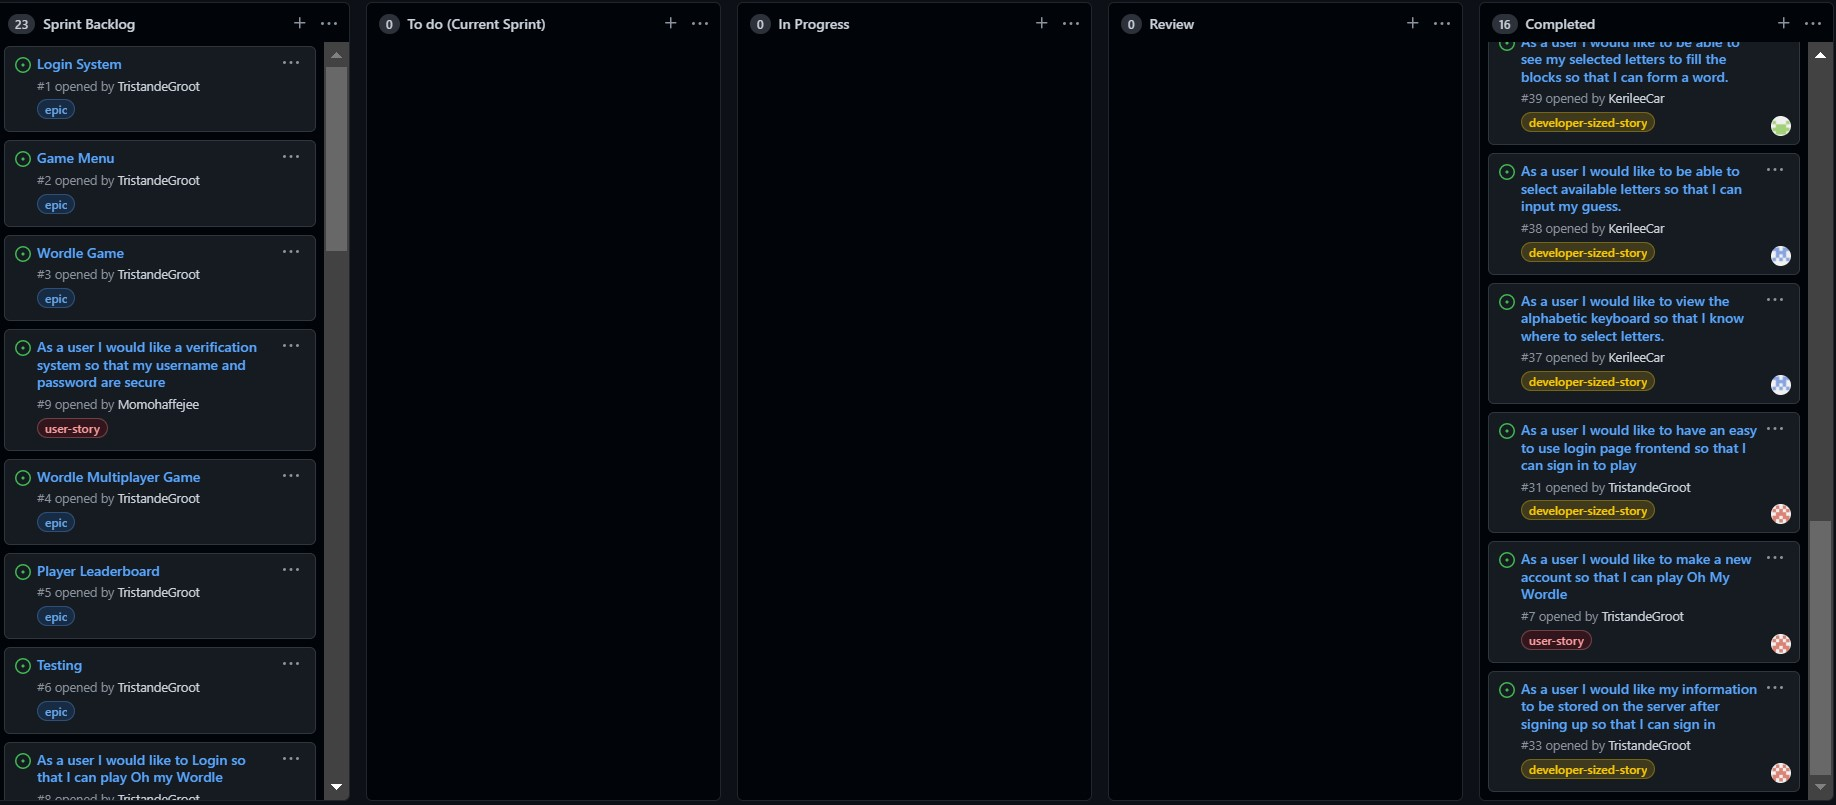 23 Sprint Backlog
Login System
#1 opened by TristandeGroot
epic
Game Menu
#2 opened by TristandeGroot
epic
Wordle Game
#3 opened by TristandeGroot
epic
As a user I would like a verification
system so that my username and
password are secure
#9 opened by Momohaffejee
user-story
Wordle Multiplayer Game
#4 opened by TristandeGroot
epic
Player Leaderboard
#5 opened by TristandeGroot
epic
Testing
#6 opened by TristandeGroot
epic
As a user I would like to Login so
that I can play Oh my Wordle
#8 opened by TristandeGroot
0 To do (Current Sprint)
0 In Progress
0 Review
16 Completed
As a user I would like to be able to
see my selected letters to fill the
blocks so that I can form a word.
#39 opened by KerileeCar
developer-sized-story
As a user I would like to be able to
select available letters so that I can
input my guess.
#38 opened by KerileeCar
developer-sized-story
As a user I would like to view the
alphabetic keyboard so that I know
where to select letters.
#37 opened by KerileeCar
developer-sized-story
As a user I would like to have an easy
to use login page frontend so that I
can sign in to play
#31 opened by TristandeGroot
developer-sized-story
As a user I would like to make a new
account so that I can play Oh My
Wordle
#7 opened by TristandeGroot
user-story
As a user I would like my information
to be stored on the server after
signing up so that I can sign in
#33 opened by TristandeGroot
developer-sized-story